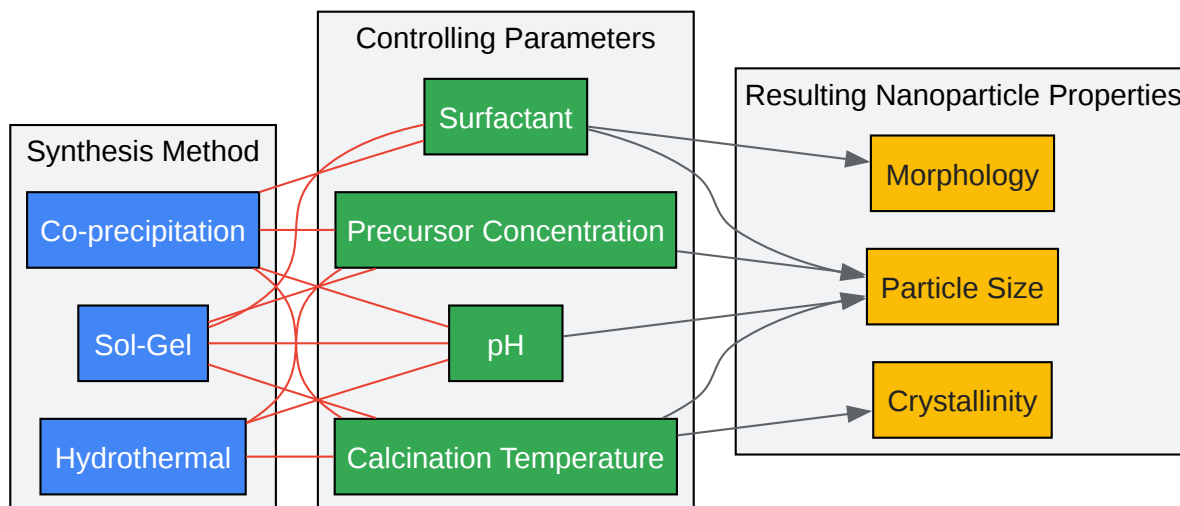 Synthesis Method
Co-precipitation
Sol-Gel
Hydrothermal
Controlling Parameters
Surfactant
Precursor Concentration
pH
Calcination Temperature
Resulting Nanoparticle Properties
Morphology
Particle Size
Crystallinity